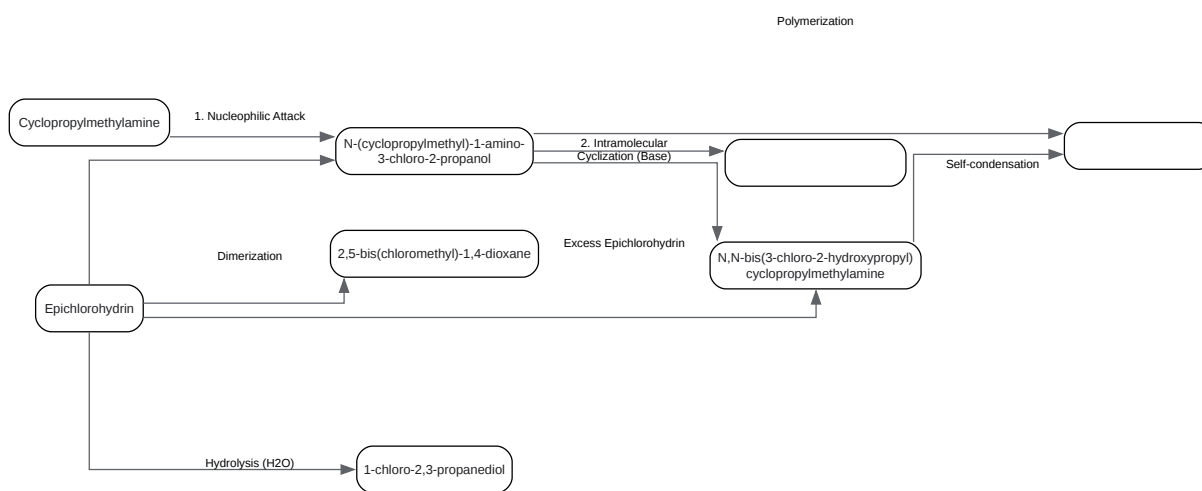 Polymerization
Cyclopropylmethylamine
1. Nucleophilic Attack
N-(cyclopropylmethyl)-1-amino-
3-chloro-2-propanol
2. Intramolecular
Cyclization (Base)
Self-condensation
Dimerization
2,5-bis(chloromethyl)-1,4-dioxane
Excess Epichlorohydrin
N,N-bis(3-chloro-2-hydroxypropyl)
cyclopropylmethylamine
Epichlorohydrin
Hydrolysis (H2O)
1-chloro-2,3-propanediol